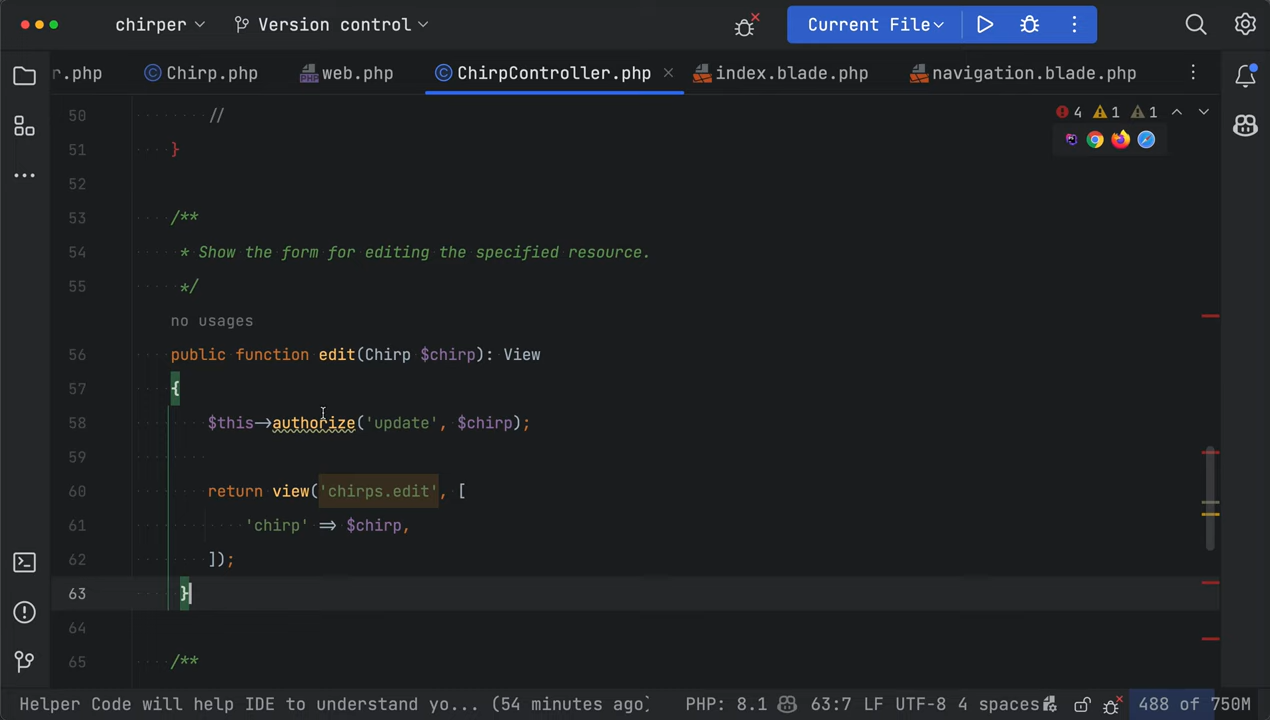 chirper
Version control
Current File
r.php
Chirp.php
web.php
ChirpController.php
index.blade.php
navigation.blade.php
4 1 1
50 //
51 }
52
53 /**
54 * Show the form for editing the specified resource.
55 */
no usages
56 public function edit(Chirp $chirp): View
57 {
58 $this->authorize('update', $chirp);
59
60 return view('chirps.edit', [
61 'chirp' => $chirp,
62 ]);
63 }
64
65 /**
Helper Code will help IDE to understand yo... (54 minutes ago) PHP: 8.1 63:7 LF UTF-8 4 spaces 488 of 750M